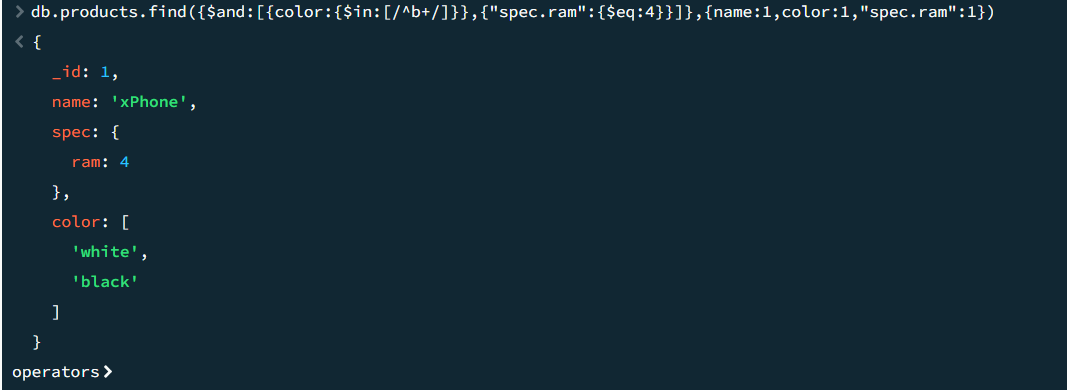 > db.products.find({$and:[{color:{$in:[/^b+/]}},{"spec.ram":{$eq:4}}]},{name:1,color:1,"spec.ram":1})
< {
_id: 1,
name: 'xPhone',
spec: {
ram: 4
},
color: [
'white',
'black'
]
}
operators>